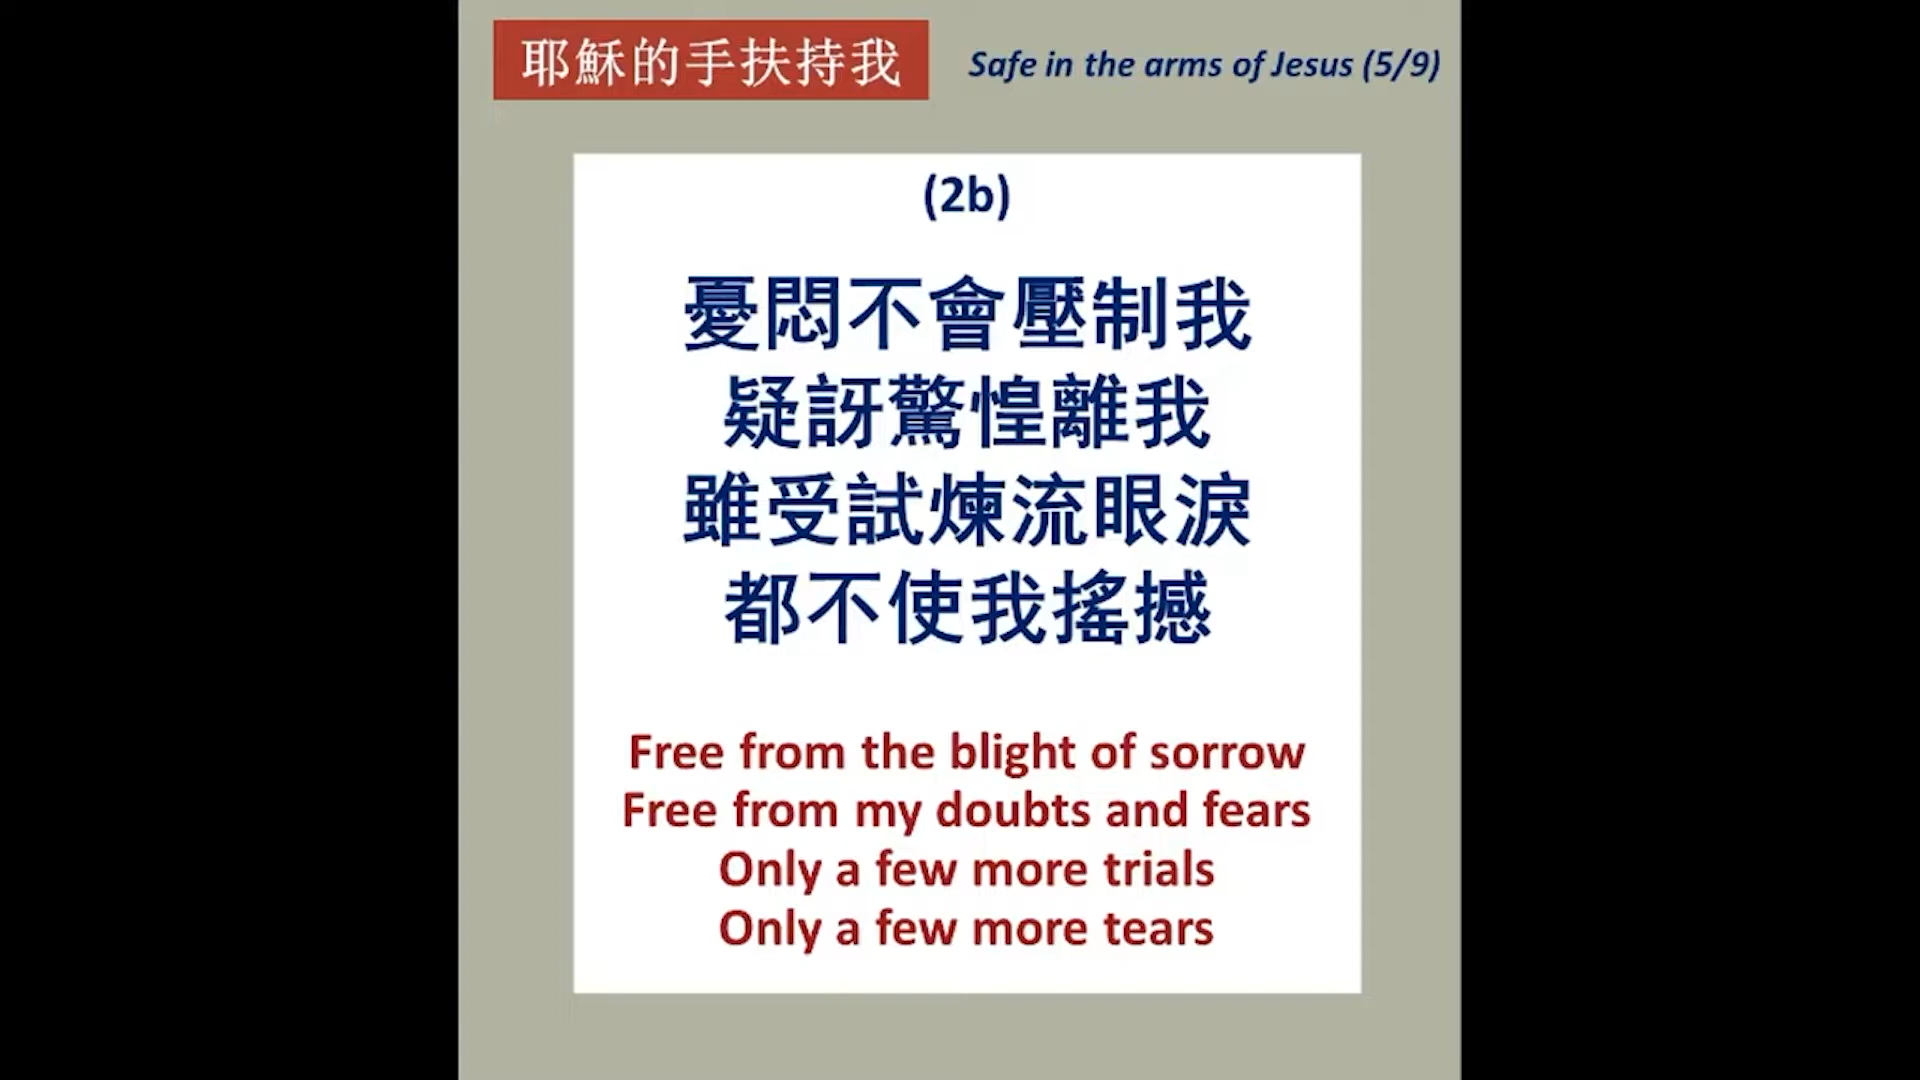 耶穌的手扶持我
Safe in the arms of Jesus (5/9)
(2b)
憂悶不會壓制我
疑訝驚惶離我
雖受試煉流眼淚
都不使我搖撼
Free from the blight of sorrow
Free from my doubts and fears
Only a few more trials
Only a few more tears